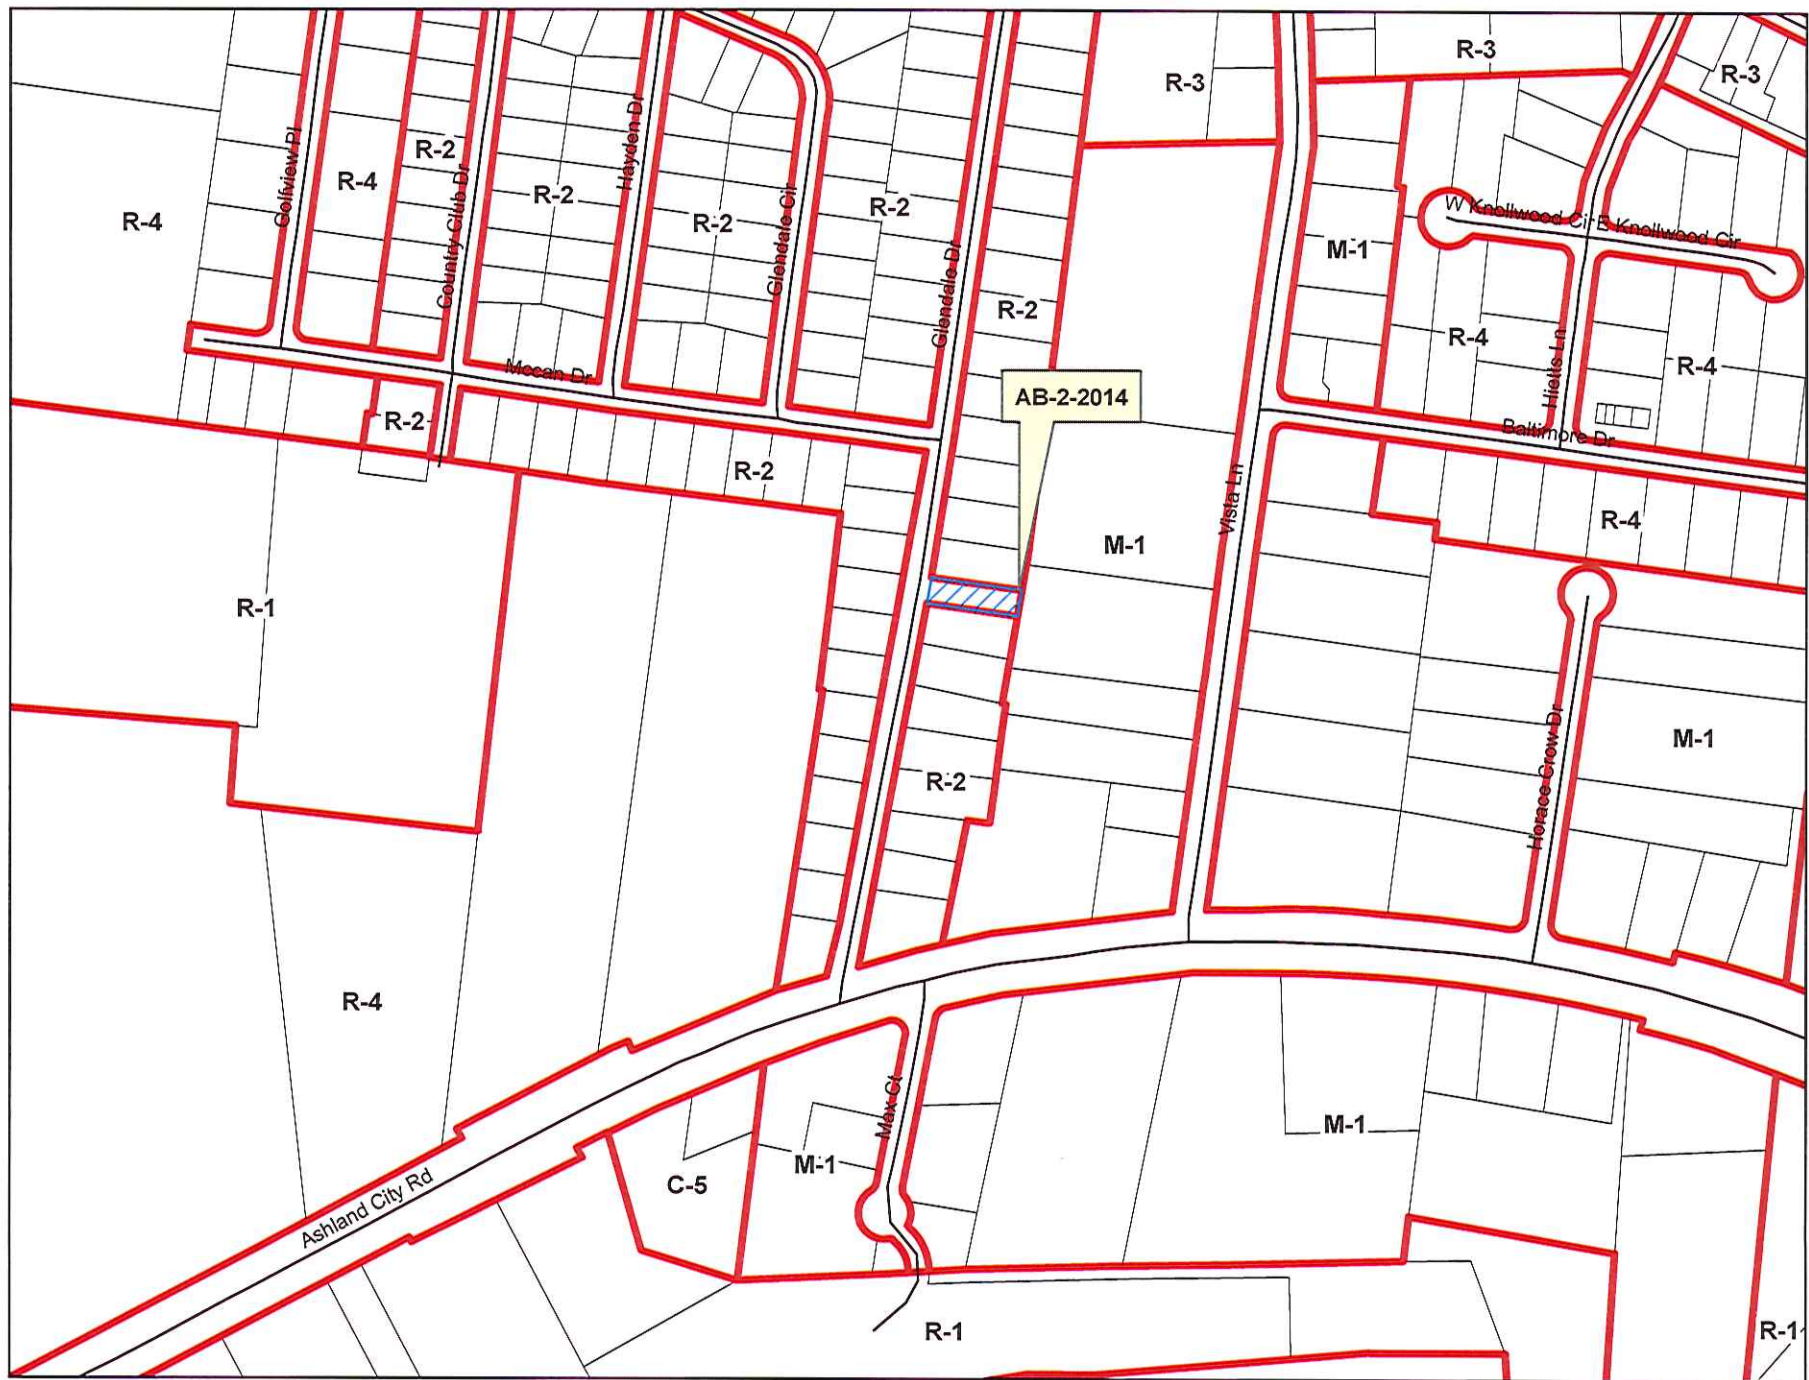 R-3
R-3
R-3
R-2
R-4
R-2
R-2
R-2
R-4
Golfview Pl
Country Club Dr
Hayden Dr
Glendale Cir
Glendale Dr
R-2
M-1
W Knollwood Cir
E Knollwood Cir
R-4
R-4
Hietts Ln
Mccan Dr
AB-2-2014
R-2
Baltimore Dr
R-2
Vista Ln
R-4
M-1
R-1
Horace Crow Dr
M-1
R-2
R-4
Max Ct
M-1
M-1
C-5
Ashland City Rd
R-1
R-1